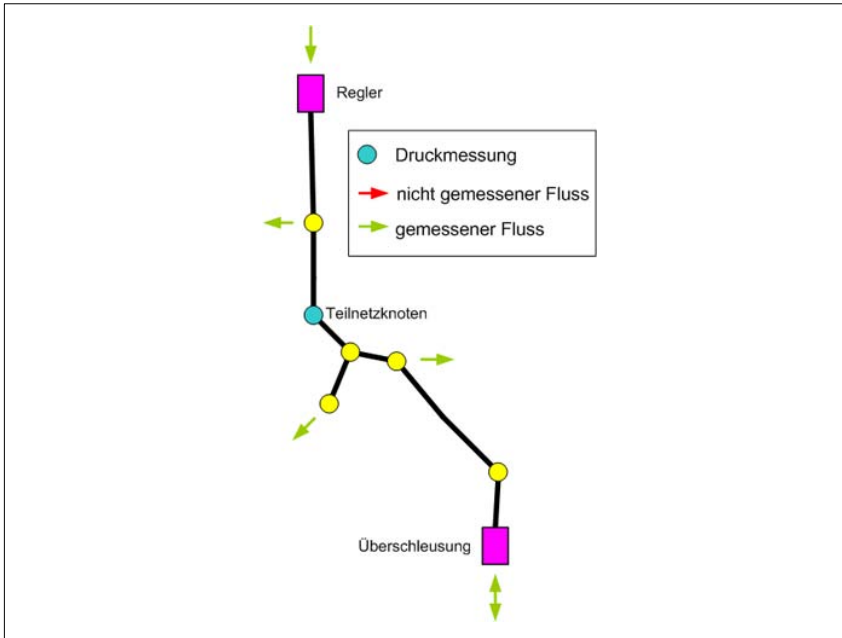 Regler
Druckmessung
nicht gemessener Fluss
gemessener Fluss
Teilnetzknoten
Überschleusung